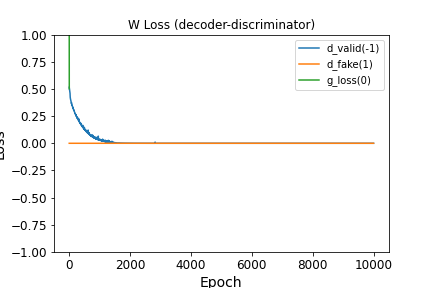 W Loss (decoder-discriminator)
1.00
0.75
0.50
0.25
0.00
−0.25
−0.50
−0.75
−1.00
Loss
d_valid(-1)
d_fake(1)
g_loss(0)
0 2000 4000 6000 8000 10000
Epoch